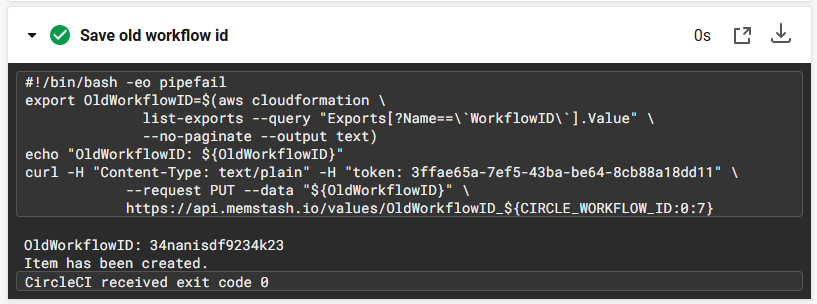 Save old workflow id 0s
#!/bin/bash -eo pipefail
export OldWorkflowID=$(aws cloudformation \
list-exports --query "Exports[?Name==\`WorkflowID\`].Value" \
--no-paginate --output text)
echo "OldWorkflowID: ${OldWorkflowID}"
curl -H "Content-Type: text/plain" -H "token: 3ffae65a-7ef5-43ba-be64-8cb88a18dd11" \
--request PUT --data "${OldWorkflowID}" \
https://api.memstash.io/values/OldWorkflowID_${CIRCLE_WORKFLOW_ID:0:7}
OldWorkflowID: 34nanisdf9234k23
Item has been created.
CircleCI received exit code 0